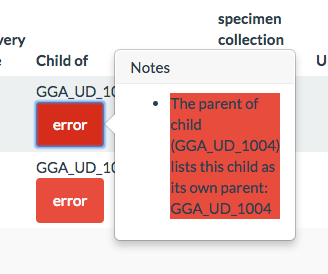 specimen
collection
very
Child of
U
Notes
GGA_UD_10
error
The parent of
child
(GGA_UD_1004)
lists this child as
its own parent:
GGA_UD_1004
GGA_UD_10
error